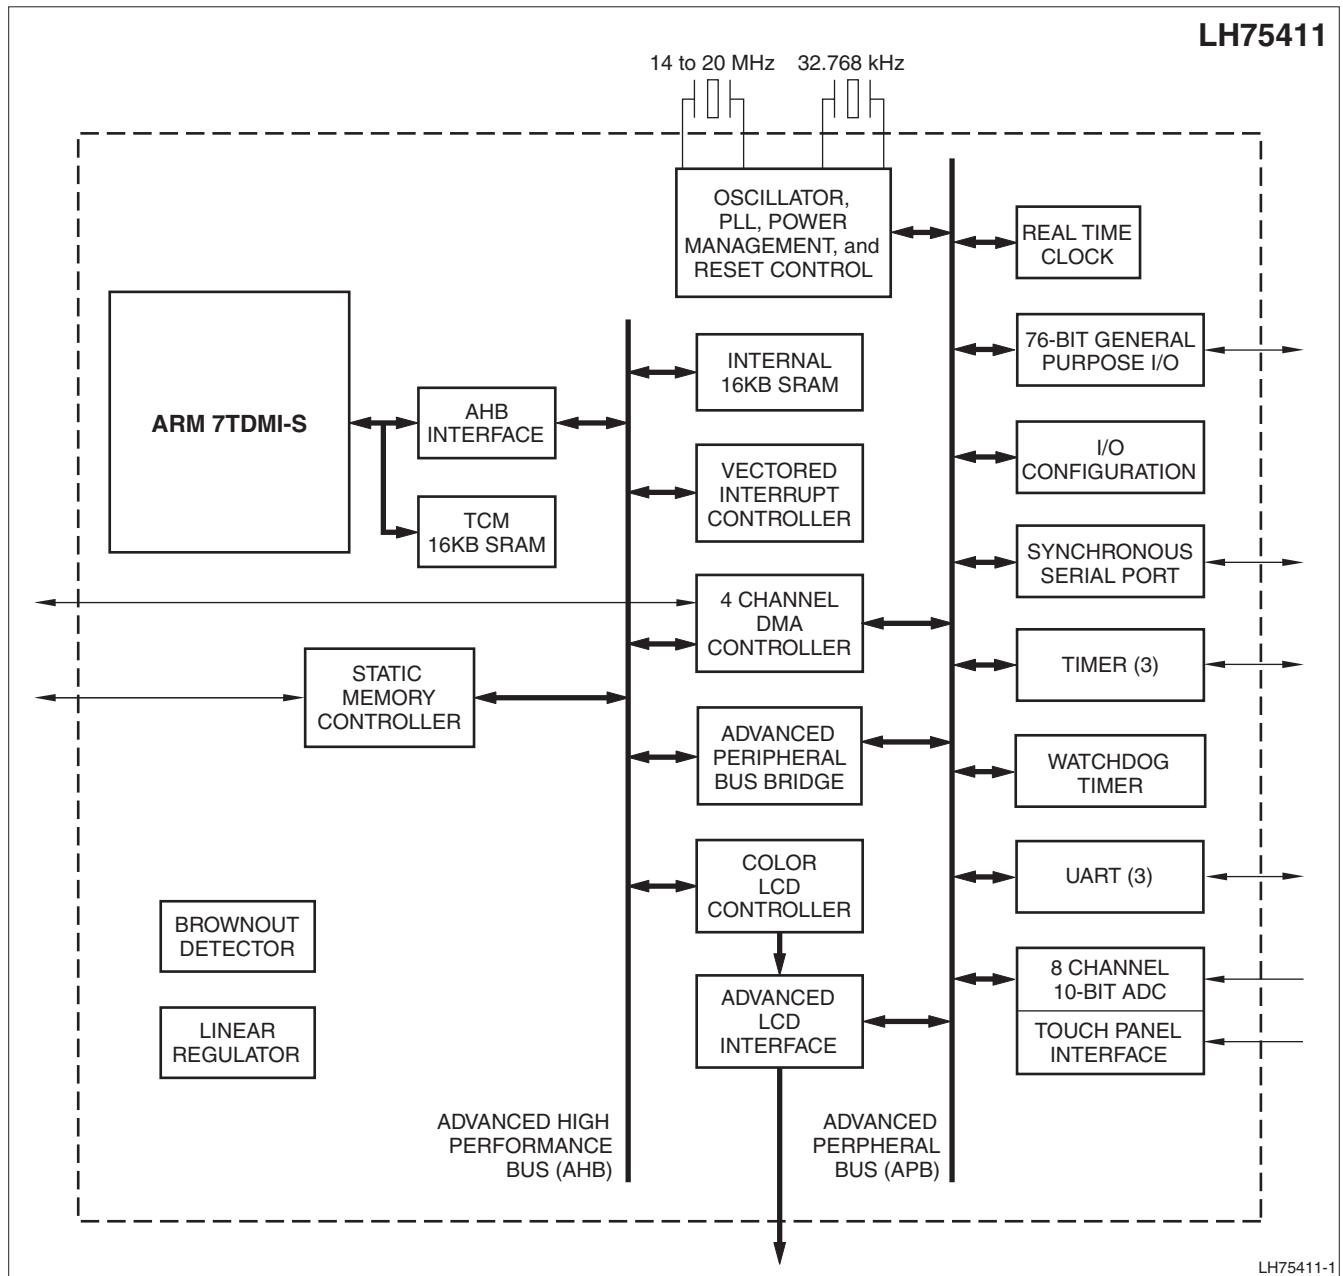 LH75411
14 to 20 MHz
32.768 kHz
OSCILLATOR,
PLL, POWER
MANAGEMENT, and
RESET CONTROL
REAL TIME
CLOCK
76-BIT GENERAL
PURPOSE I/O
INTERNAL
16KB SRAM
ARM 7TDMI-S
AHB
INTERFACE
I/O
CONFIGURATION
VECTORED
INTERRUPT
CONTROLLER
TCM
16KB SRAM
SYNCHRONOUS
SERIAL PORT
4 CHANNEL
DMA
CONTROLLER
TIMER (3)
STATIC
MEMORY
CONTROLLER
ADVANCED
PERIPHERAL
BUS BRIDGE
WATCHDOG
TIMER
COLOR
LCD
CONTROLLER
UART (3)
BROWNOUT
DETECTOR
8 CHANNEL
10-BIT ADC
ADVANCED
LCD
INTERFACE
TOUCH PANEL
INTERFACE
LINEAR
REGULATOR
ADVANCED HIGH
PERFORMANCE
BUS (AHB)
ADVANCED
PERPHERAL
BUS (APB)
LH75411-1